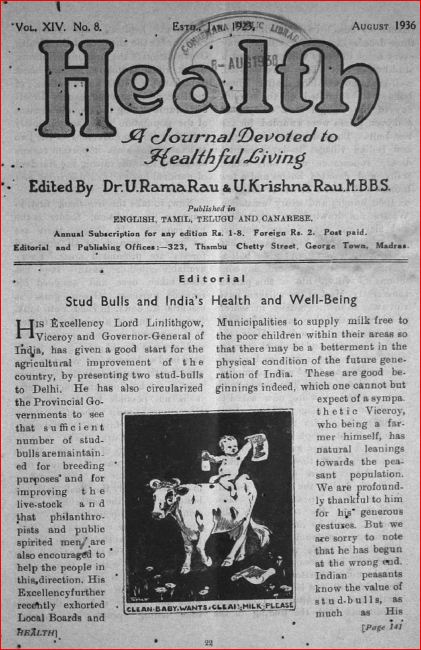 VOL. XIV. No. 8.
ESTD., JAN. 1923,
AUGUST 1936
8-AUG1936
Health
A Journal Devoted to
Healthful Living
Edited By Dr. U. Rama Rau & U. Krishna Rau, M.B.B.S.
Published in
ENGLISH, TAMIL, TELUGU AND CANARESE.
Annual Subscription for any edition Rs. 1-8. Foreign Rs. 2. Post paid.
Editorial and Publishing Offices:—323, Thambu Chetty Street, George Town, Madras.
Editorial
Stud Bulls and India's Health and Well-Being
HIS Excellency Lord Linlithgow,
Viceroy and Governor-General of
India, has given a good start for the
agricultural improvement of the
country, by presenting two stud-bulls
to Delhi. He has also circularized
the Provincial Go-
vernments to see
that sufficient
number of stud-
bulls are maintain-
ed for breeding
purposes and for
improving the
live-stock and
that philanthro-
pists and public
spirited men are
also encouraged to
help the people in
this direction. His
Excellency further
recently exhorted
Local Boards and
Municipalities to supply milk free to
the poor children within their areas so
that there may be a betterment in the
physical condition of the future gene-
ration of India. These are good be-
ginnings indeed, which one cannot but
expect of a sympa-
thetic Viceroy,
who being a far-
mer himself, has
natural leanings
towards the pea-
sant population.
We are profound-
ly thankful to him
for his generous
gestures. But we
are sorry to note
that he has begun
at the wrong end.
Indian peasants
know the value of
stud-bulls, as
much as His
CLEAN·BABY·WANTS·CLEAN·MILK·PLEASE
HEALTH]
22
[Page 14]